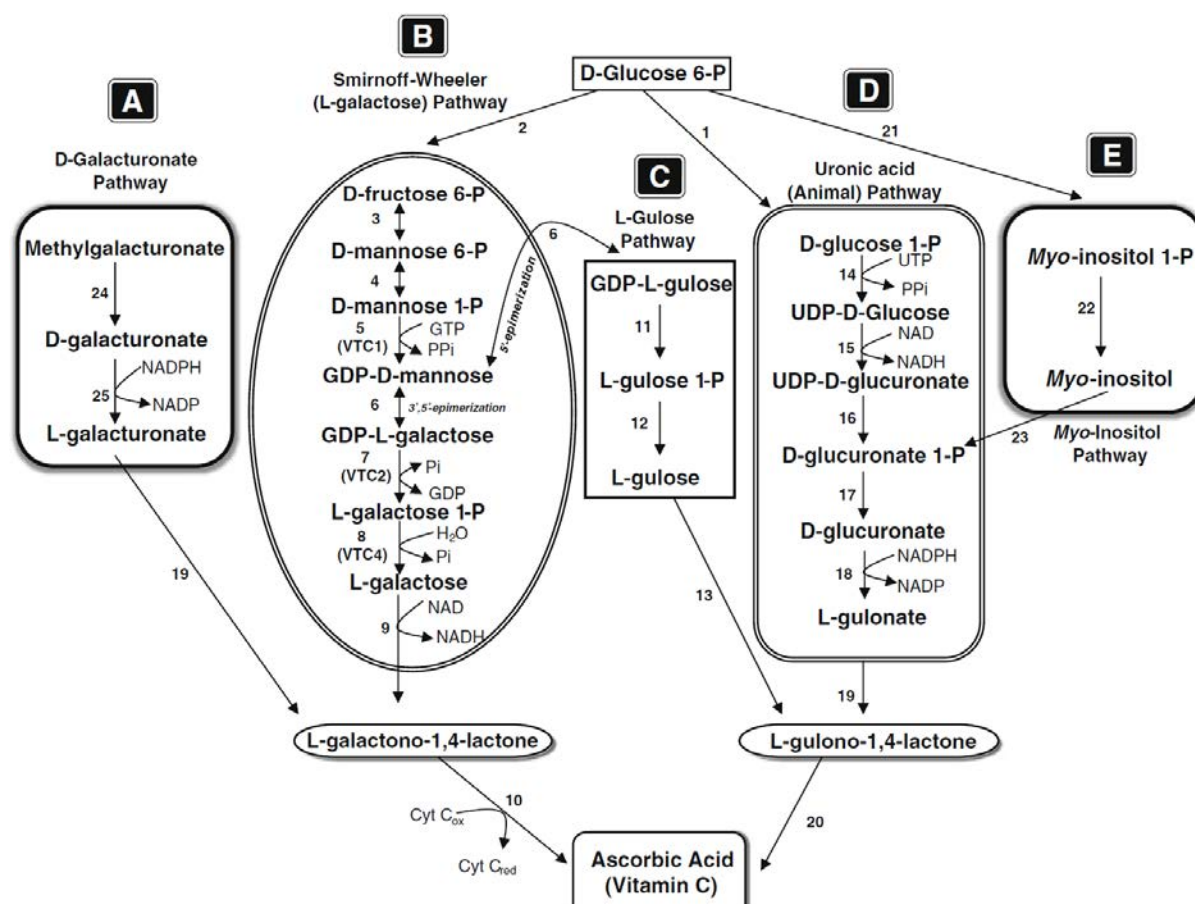 B
Smirnoff-Wheeler
(L-galactose) Pathway
D-Glucose 6-P
A
D
2
1
21
D-Galacturonate
Pathway
C
E
Uronic acid
(Animal) Pathway
L-Gulose
Pathway
Methylgalacturonate
24
D-galacturonate
25
NADPH
NADP
L-galacturonate
19
D-fructose 6-P
3
D-mannose 6-P
4
D-mannose 1-P
5
(VTC1)
GTP
PPi
GDP-D-mannose
6
3',5'-epimerization
GDP-L-galactose
7
(VTC2)
Pi
GDP
L-galactose 1-P
8
(VTC4)
H₂O
Pi
L-galactose
9
NAD
NADH
6
5'-epimerization
GDP-L-gulose
11
L-gulose 1-P
12
L-gulose
13
D-glucose 1-P
14
UTP
PPi
UDP-D-Glucose
15
NAD
NADH
UDP-D-glucuronate
16
D-glucuronate 1-P
17
D-glucuronate
18
NADPH
NADP
L-gulonate
19
Myo-inositol 1-P
22
Myo-inositol
23
Myo-Inositol
Pathway
L-galactono-1,4-lactone
L-gulono-1,4-lactone
10
Cyt Cox
Cyt Cred
20
Ascorbic Acid
(Vitamin C)